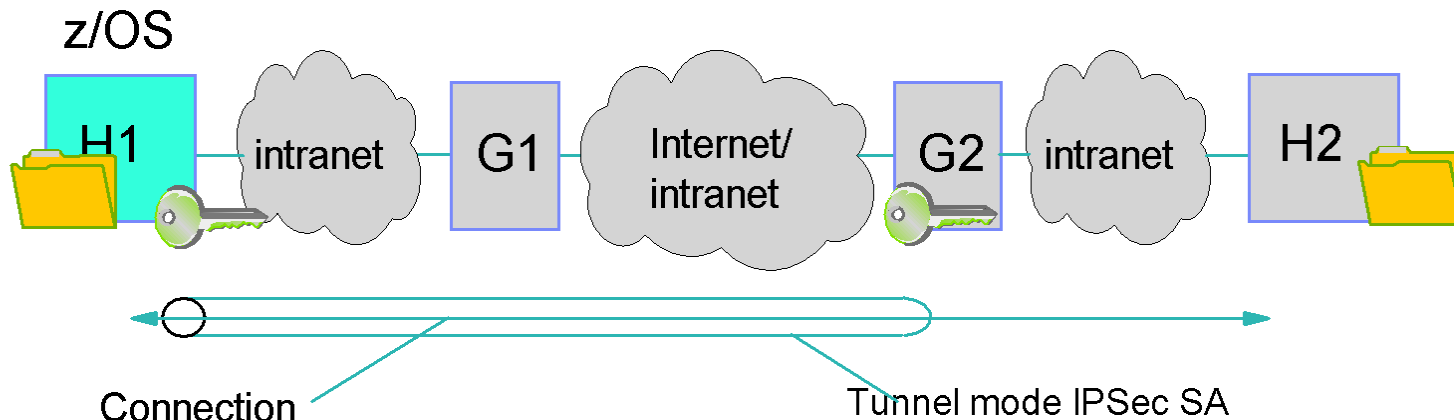 z/OS
H1
intranet
G1
Internet/
intranet
G2
intranet
H2
Connection
Tunnel mode IPSec SA